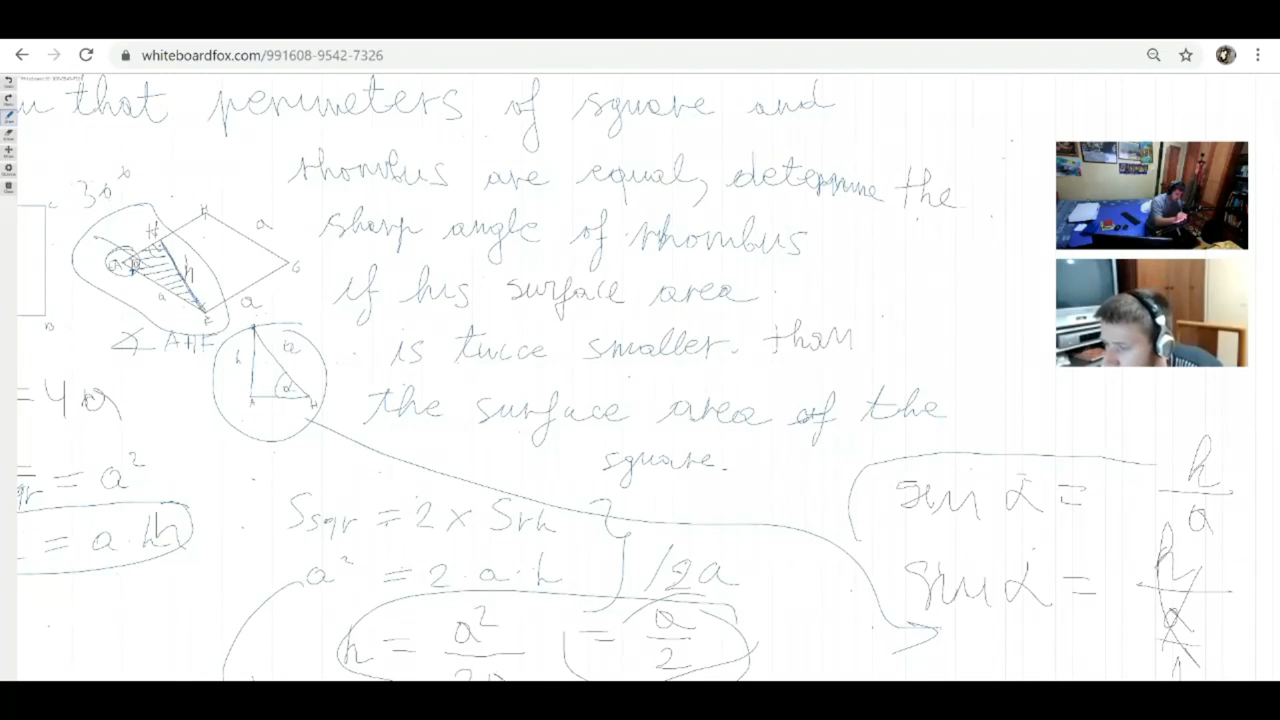 whiteboardfox.com/991608-9542-7326
that perimeters of square and
rhombus are equal, determine the
sharp angle of rhombus
if his surface area
is twice smaller. than
the surface area of the
square.
30°
a
a
H
h
a
G
E
B
∢ AHE
h
a
α
A
H
= 4a
= a²
= a · h
Ssqr = 2 x Srh
a² = 2 · a · h /2a
h = a² = a/2
sin α = h/a
sin α =